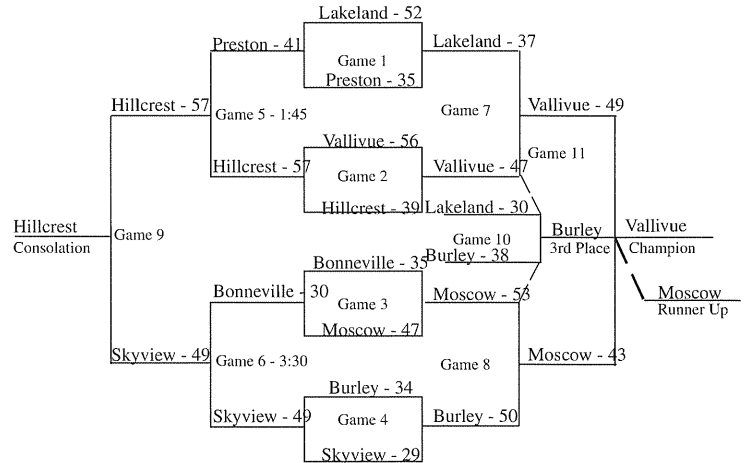 Lakeland - 52
Preston - 41
Lakeland - 37
Game 1
Preston - 35
Hillcrest - 57
Game 5 - 1:45
Game 7
Vallivue - 49
Vallivue - 56
Game 11
Hillcrest - 57
Game 2
Vallivue - 47
Hillcrest - 39
Lakeland - 30
Hillcrest
Consolation
Game 9
Game 10
Burley
3rd Place
Vallivue
Champion
Burley - 38
Bonneville - 35
Bonneville - 30
Game 3
Moscow - 53
Moscow
Runner Up
Moscow - 47
Skyview - 49
Game 6 - 3:30
Game 8
Moscow - 43
Burley - 34
Skyview - 49
Game 4
Burley - 50
Skyview - 29